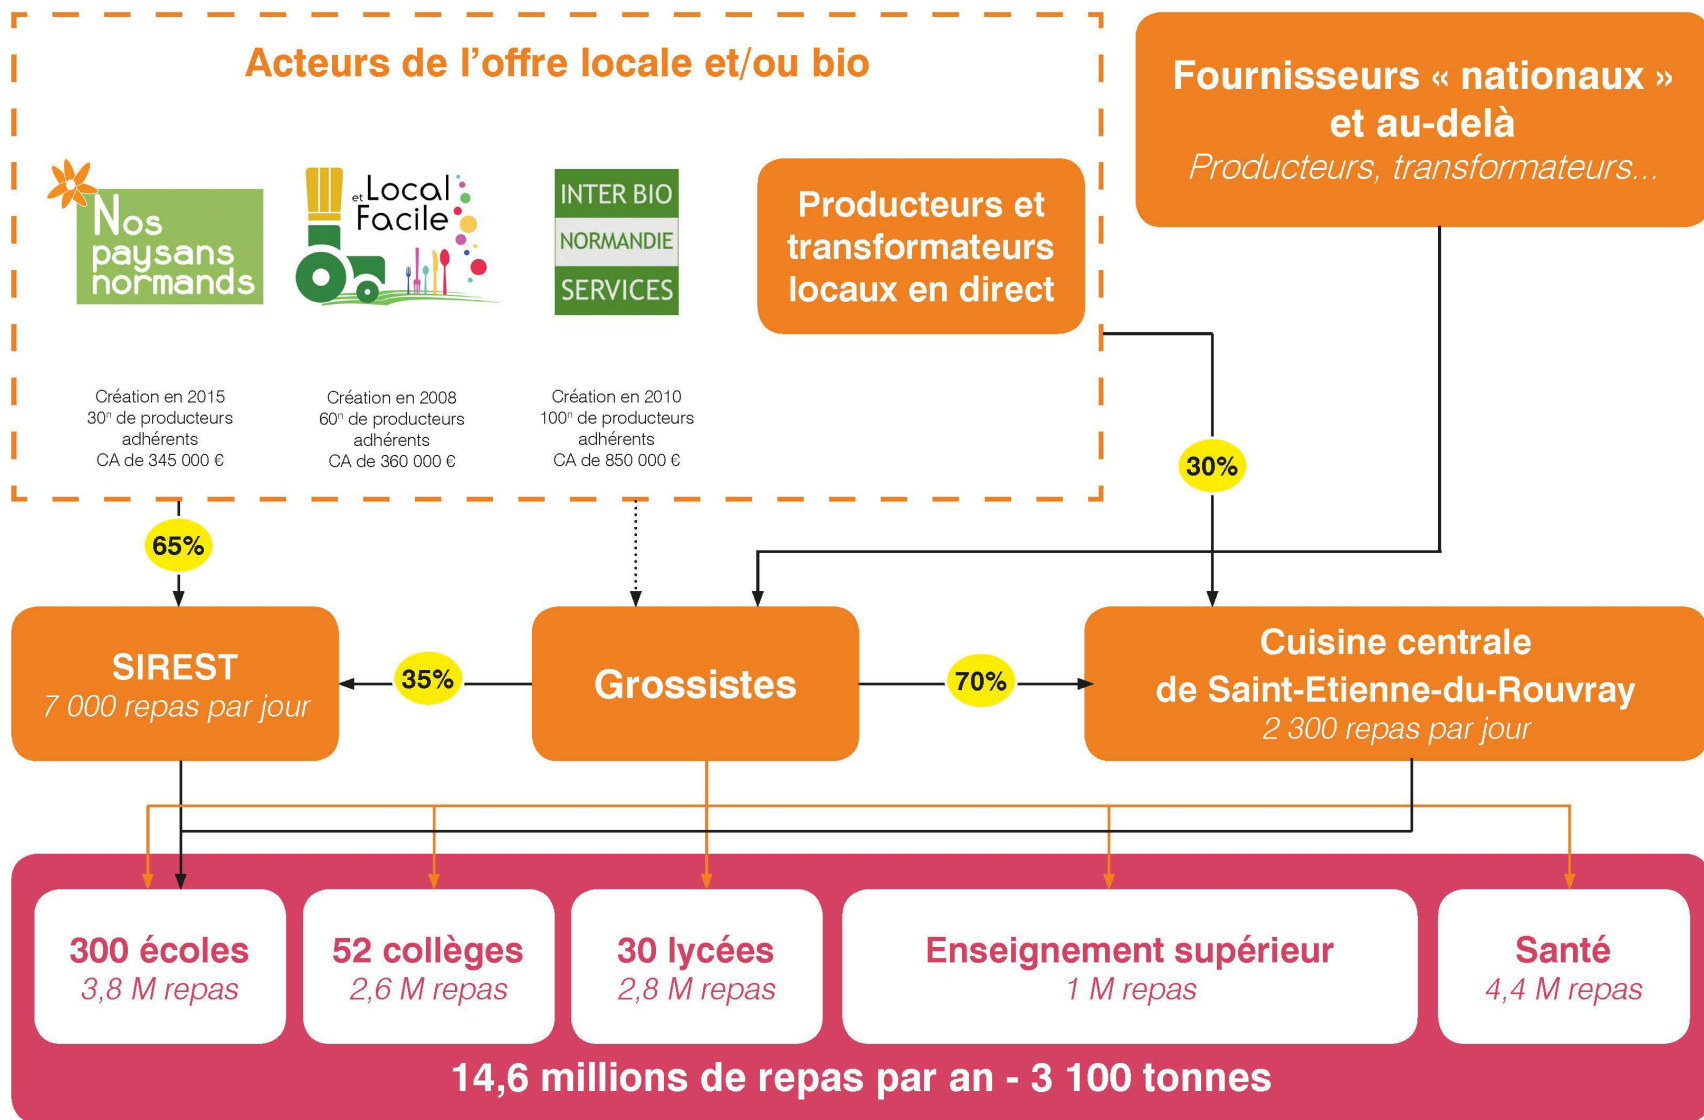 Acteurs de l’offre locale et/ou bio
Fournisseurs « nationaux »
et au-delà
Producteurs, transformateurs...
Nos
paysans
normands
et Local
Facile
INTER BIO
NORMANDIE
SERVICES
Producteurs et
transformateurs
locaux en direct
Création en 2015
30ⁿ de producteurs
adhérents
CA de 345 000 €
Création en 2008
60ⁿ de producteurs
adhérents
CA de 360 000 €
Création en 2010
100ⁿ de producteurs
adhérents
CA de 850 000 €
30%
65%
SIREST
7 000 repas par jour
35%
Grossistes
70%
Cuisine centrale
de Saint-Etienne-du-Rouvray
2 300 repas par jour
300 écoles
3,8 M repas
52 collèges
2,6 M repas
30 lycées
2,8 M repas
Enseignement supérieur
1 M repas
Santé
4,4 M repas
14,6 millions de repas par an - 3 100 tonnes